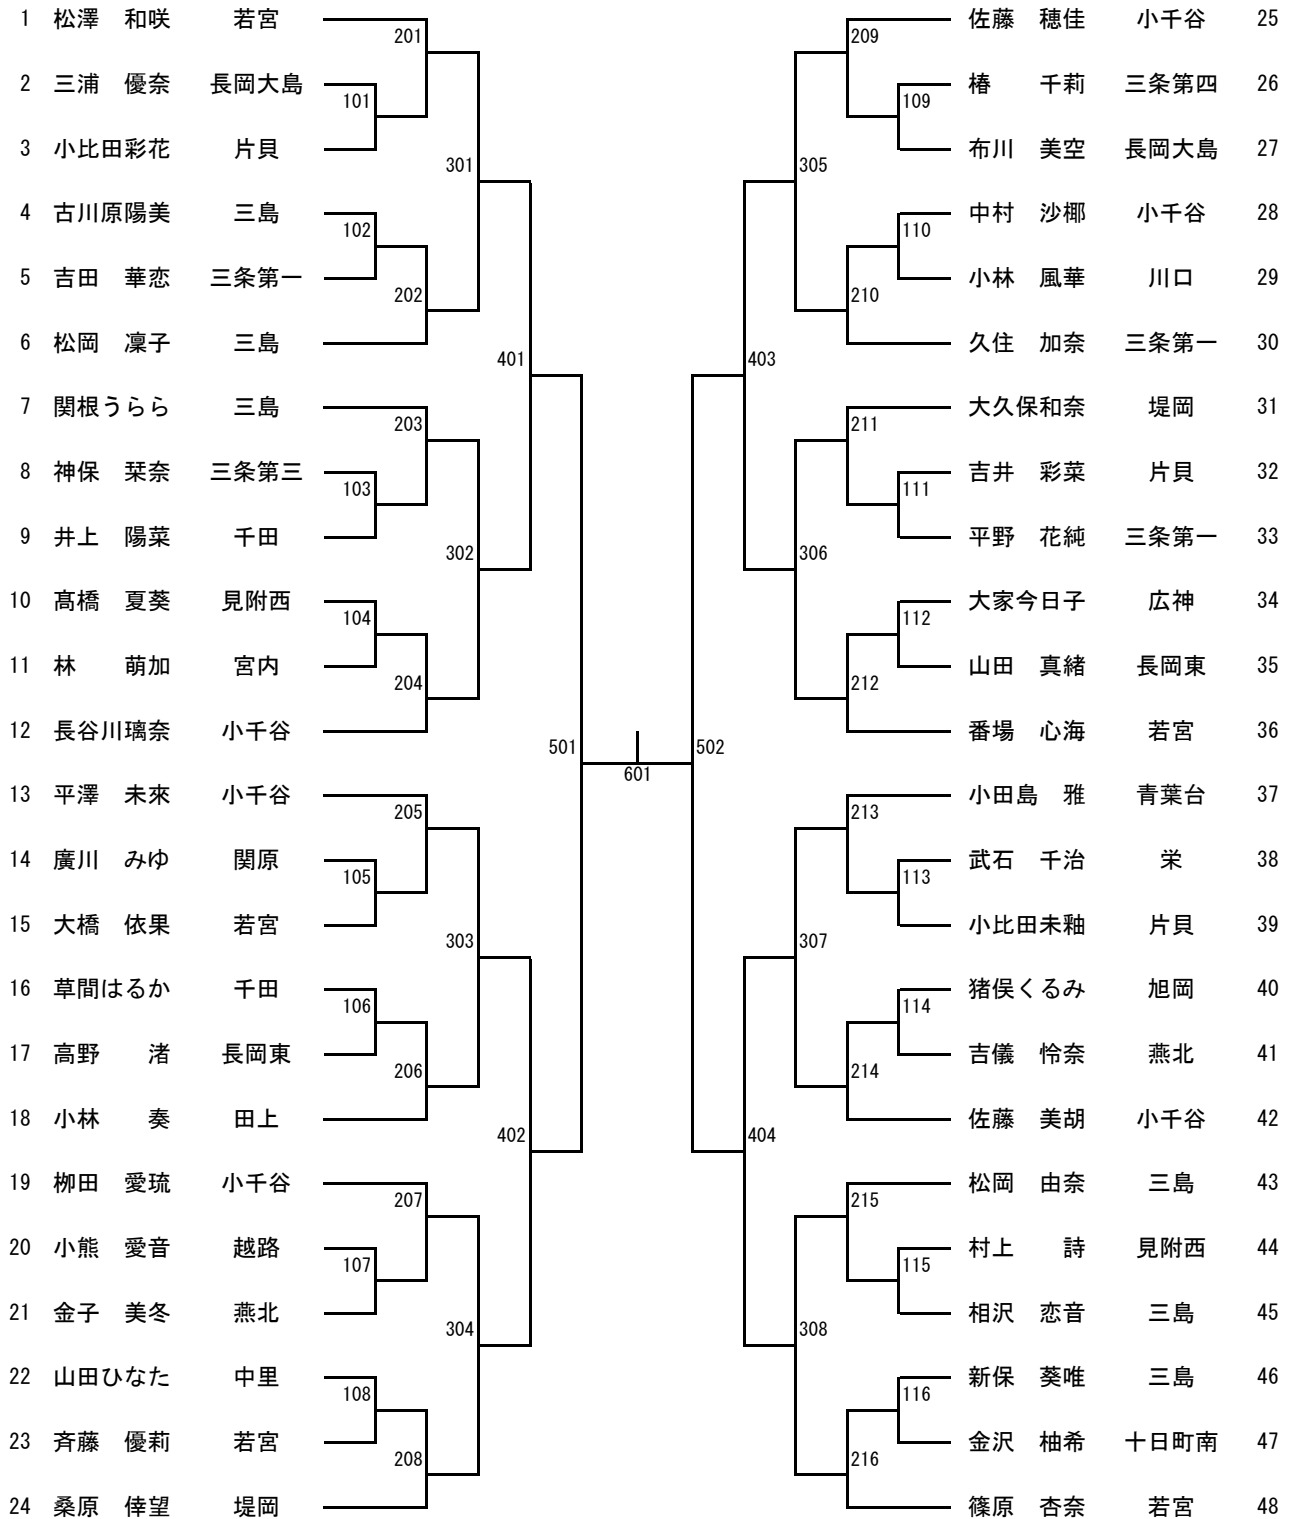 1 松澤 和咲 若宮
201
2 三浦 優奈 長岡大島
101
3 小比田彩花 片貝
301
4 古川原陽美 三島
102
5 吉田 華恋 三条第一
202
6 松岡 凜子 三島
401
7 関根うらら 三島
203
8 神保 栞奈 三条第三
103
9 井上 陽菜 千田
302
10 髙橋 夏葵 見附西
104
11 林 萌加 宮内
204
12 長谷川璃奈 小千谷
501
13 平澤 未來 小千谷
205
14 廣川 みゆ 関原
105
15 大橋 依果 若宮
303
16 草間はるか 千田
106
17 高野 渚 長岡東
206
18 小林 奏 田上
402
19 栁田 愛琉 小千谷
207
20 小熊 愛音 越路
107
21 金子 美冬 燕北
304
22 山田ひなた 中里
108
23 斉藤 優莉 若宮
208
24 桑原 倖望 堤岡
601
佐藤 穂佳 小千谷 25
209
椿 千莉 三条第四 26
109
布川 美空 長岡大島 27
305
中村 沙椰 小千谷 28
110
小林 風華 川口 29
210
久住 加奈 三条第一 30
403
大久保和奈 堤岡 31
211
吉井 彩菜 片貝 32
111
平野 花純 三条第一 33
306
大家今日子 広神 34
112
山田 真緒 長岡東 35
212
番場 心海 若宮 36
502
小田島 雅 青葉台 37
213
武石 千治 栄 38
113
小比田未釉 片貝 39
307
猪俣くるみ 旭岡 40
114
吉儀 怜奈 燕北 41
214
佐藤 美胡 小千谷 42
404
松岡 由奈 三島 43
215
村上 詩 見附西 44
115
相沢 恋音 三島 45
308
新保 葵唯 三島 46
116
金沢 柚希 十日町南 47
216
篠原 杏奈 若宮 48